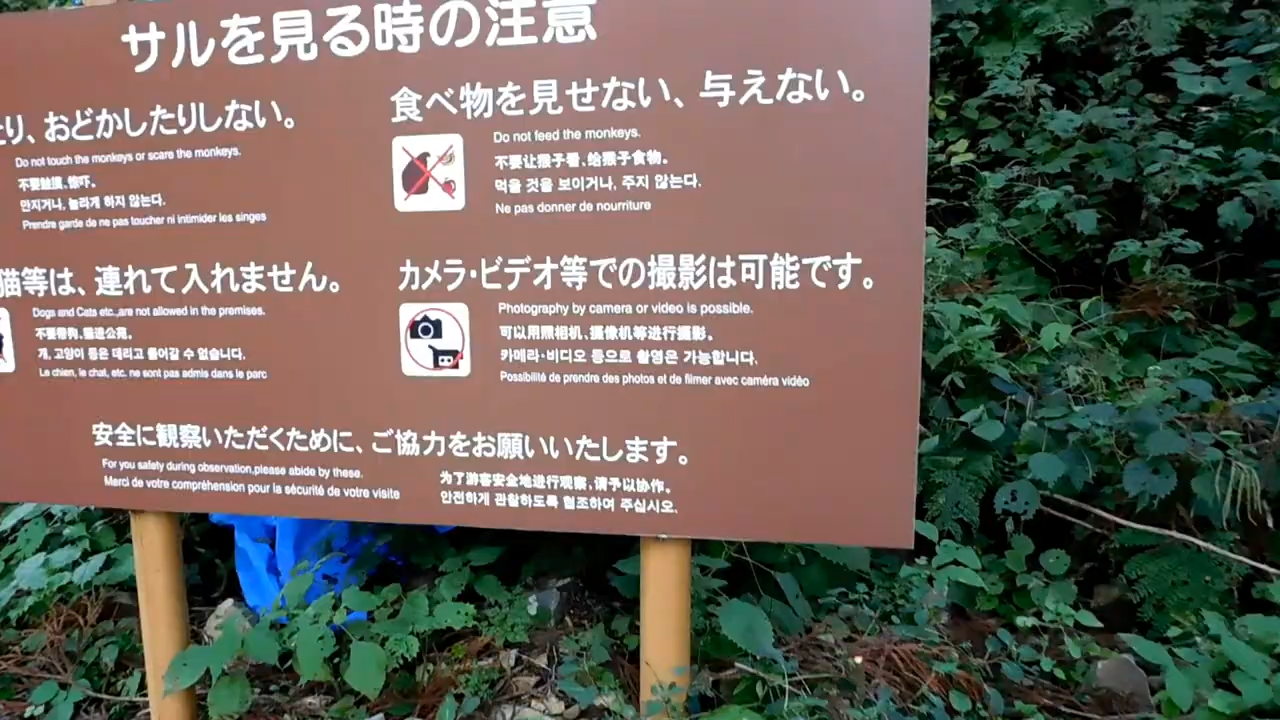 サルを見る時の注意
り、おどかしたりしない。
Do not touch the monkeys or scare the monkeys.
만지거나, 놀라게 하지 않는다.
Prendre garde de ne pas toucher ni intimider les singes
食べ物を見せない、与えない。
Do not feed the monkeys.
不要让猴子看、给猴子食物。
먹을 것을 보이거나, 주지 않는다.
Ne pas donner de nourriture
猫等は、連れて入れません。
Dogs and Cats etc.,are not allowed in the premises.
개, 고양이 등은 데리고 들어갈 수 없습니다.
Le chien, le chat, etc. ne sont pas admis dans le parc
カメラ・ビデオ等での撮影は可能です。
Photography by camera or video is possible.
可以用照相机、摄像机等进行摄影。
카메라・비디오 등으로 촬영은 가능합니다.
Possibilité de prendre des photos et de filmer avec caméra vidéo
安全に観察いただくために、ご協力をお願いいたします。
For you safety during observation,please abide by these.
Merci de votre compréhension pour la sécurité de votre visite
为了游客安全地进行观察，请予以协作。
안전하게 관찰하도록 협조하여 주십시오.